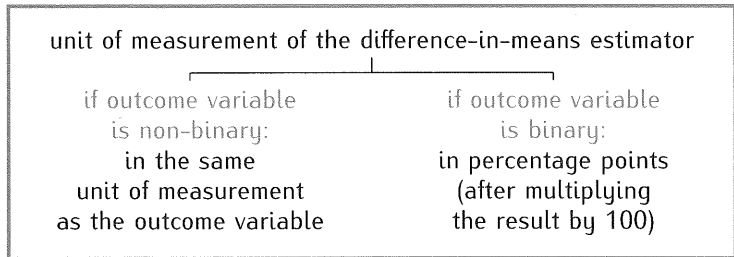 unit of measurement of the difference-in-means estimator
if outcome variable
is non-binary:
in the same
unit of measurement
as the outcome variable
if outcome variable
is binary:
in percentage points
(after multiplying
the result by 100)